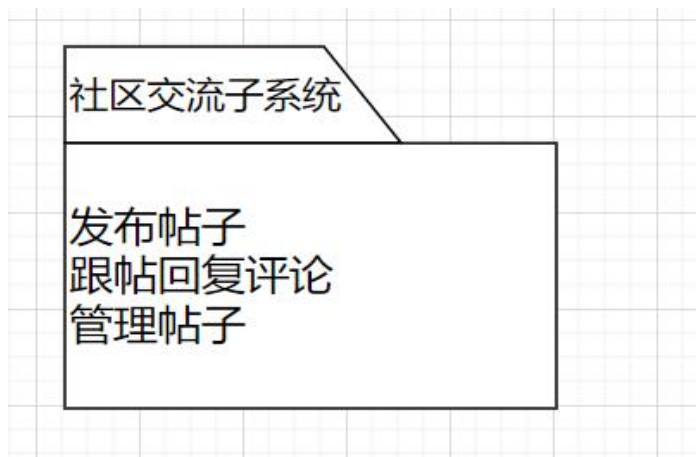 社区交流子系统
发布帖子
跟帖回复评论
管理帖子